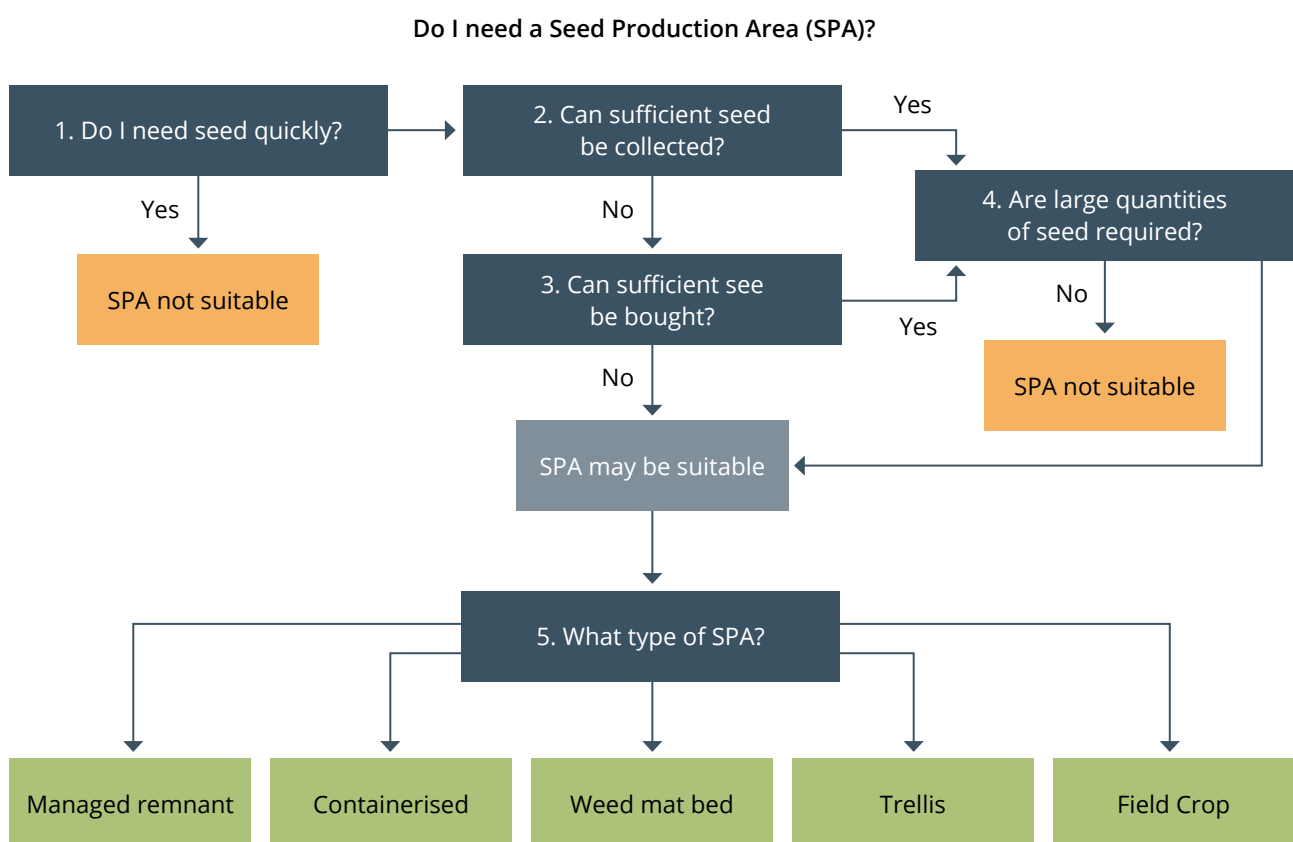 Do I need a Seed Production Area (SPA)?
1. Do I need seed quickly?
2. Can sufficient seed
be collected?
Yes
4. Are large quantities
of seed required?
Yes
No
SPA not suitable
3. Can sufficient see
be bought?
Yes
No
SPA not suitable
No
SPA may be suitable
5. What type of SPA?
Managed remnant
Containerised
Weed mat bed
Trellis
Field Crop